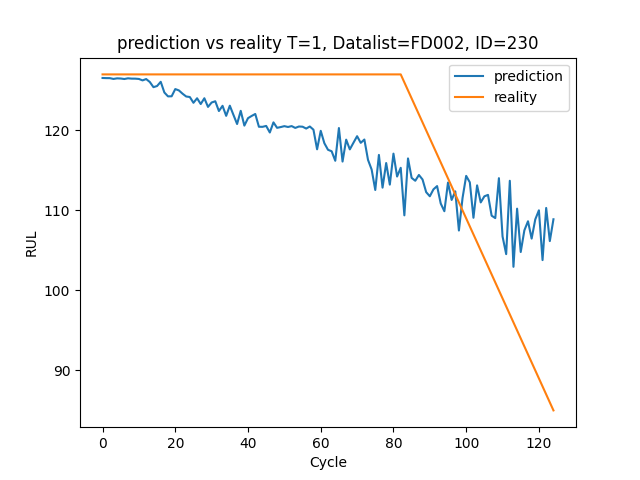 prediction vs reality T=1, Datalist=FD002, ID=230
prediction
reality
120
110
100
90
RUL
0 20 40 60 80 100 120
Cycle